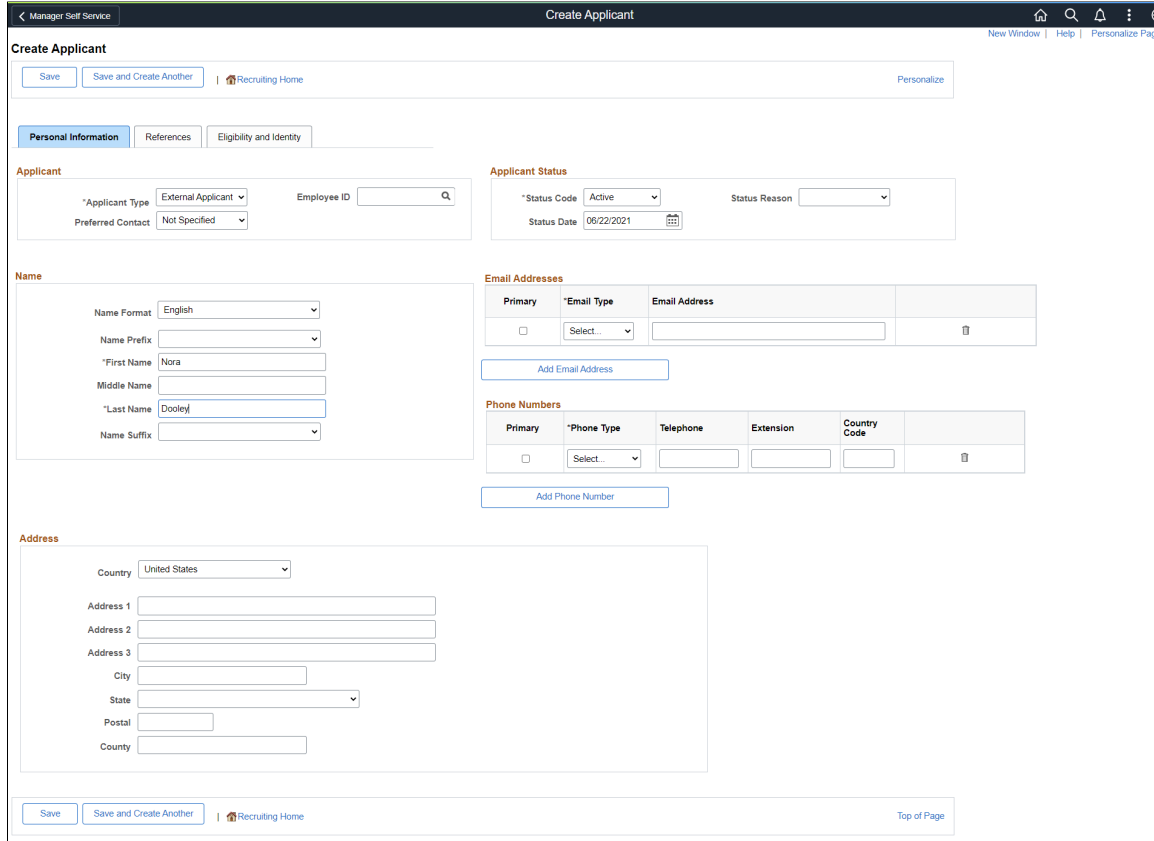 Manager Self Service
Create Applicant
New Window | Help | Personalize Pag
Create Applicant
Save Save and Create Another | Recruiting Home Personalize
Personal Information References Eligibility and Identity
Applicant
*Applicant Type External Applicant Employee ID
Preferred Contact Not Specified
Applicant Status
*Status Code Active Status Reason
Status Date 06/22/2021
Name
Name Format English
Name Prefix
*First Name Nora
Middle Name
*Last Name Dooley
Name Suffix
Email Addresses
Primary *Email Type Email Address
Select...
Add Email Address
Phone Numbers
Primary *Phone Type Telephone Extension Country Code
Select...
Add Phone Number
Address
Country United States
Address 1
Address 2
Address 3
City
State
Postal
County
Save Save and Create Another | Recruiting Home Top of Page